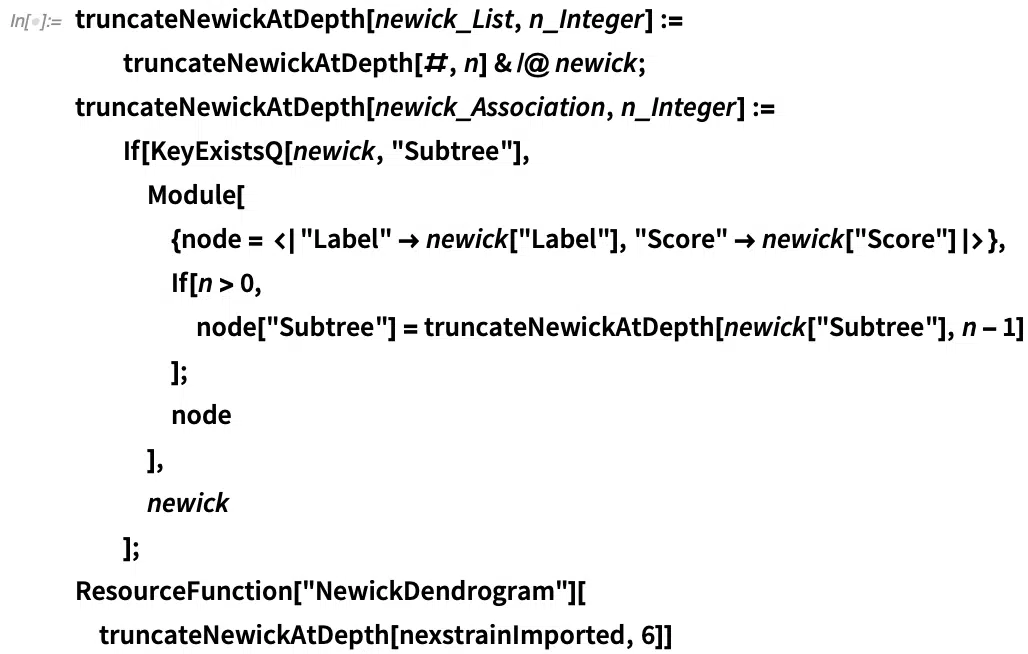 In[●]:= truncateNewickAtDepth[newick_List, n_Integer] :=
truncateNewickAtDepth[#, n] & /@ newick;
truncateNewickAtDepth[newick_Association, n_Integer] :=
If[KeyExistsQ[newick, "Subtree"],
Module[
{node = <| "Label" → newick["Label"], "Score" → newick["Score"] |>},
If[n > 0,
node["Subtree"] = truncateNewickAtDepth[newick["Subtree"], n – 1]
];
node
],
newick
];
ResourceFunction["NewickDendrogram"][
truncateNewickAtDepth[nexstrainImported, 6]]